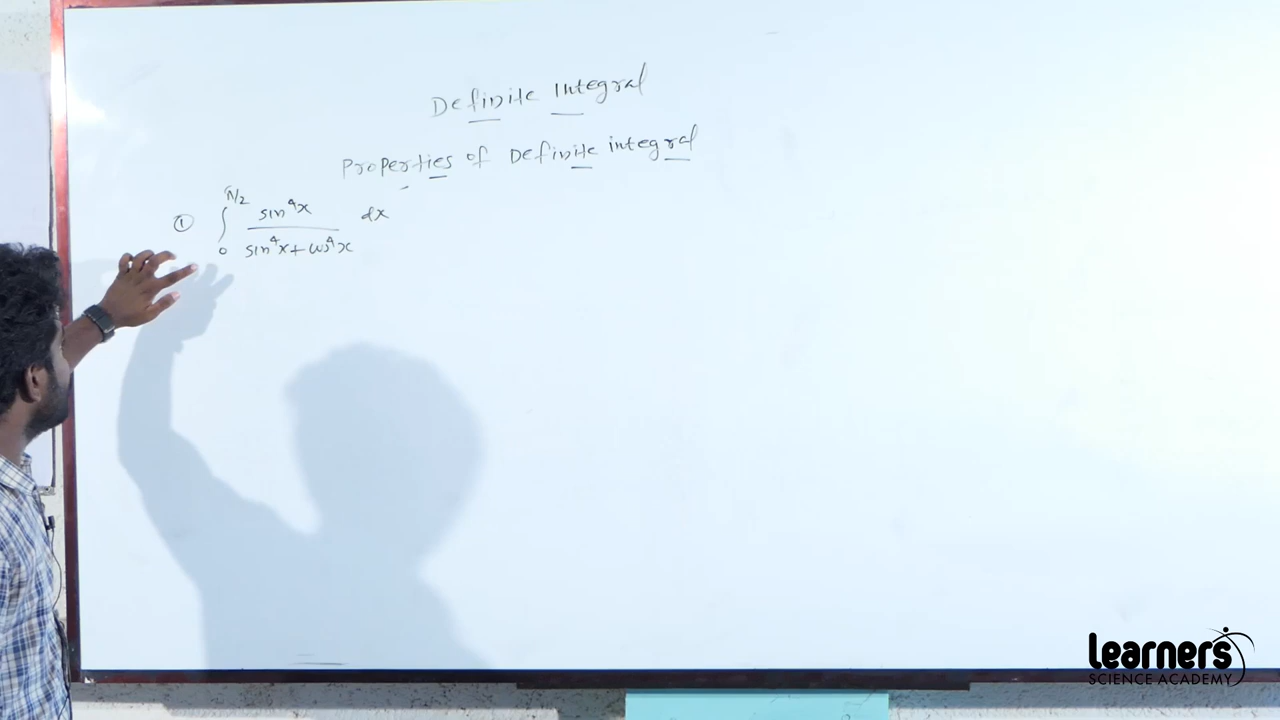 Definite Integral
Properties of Definite integral
① ∫₀^π/2 sin⁴x / sin⁴x + cos⁴x dx
Learners
SCIENCE ACADEMY